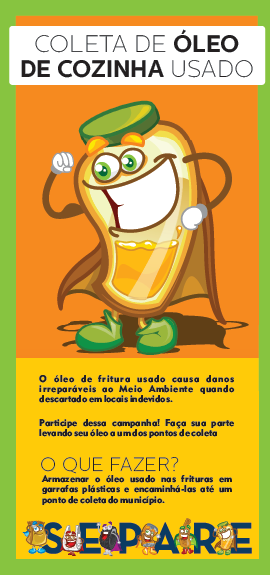 COLETA DE ÓLEO
DE COZINHA USADO
O óleo de fritura usado causa danos
irreparáveis ao Meio Ambiente quando
descartado em locais indevidos.
Participe dessa campanha! Faça sua parte
levando seu óleo a um dos pontos de coleta
O QUE FAZER?
Armazenar o óleo usado nas frituras em
garrafas plásticas e encaminhá-las até um
ponto de coleta do município.
SEPARE